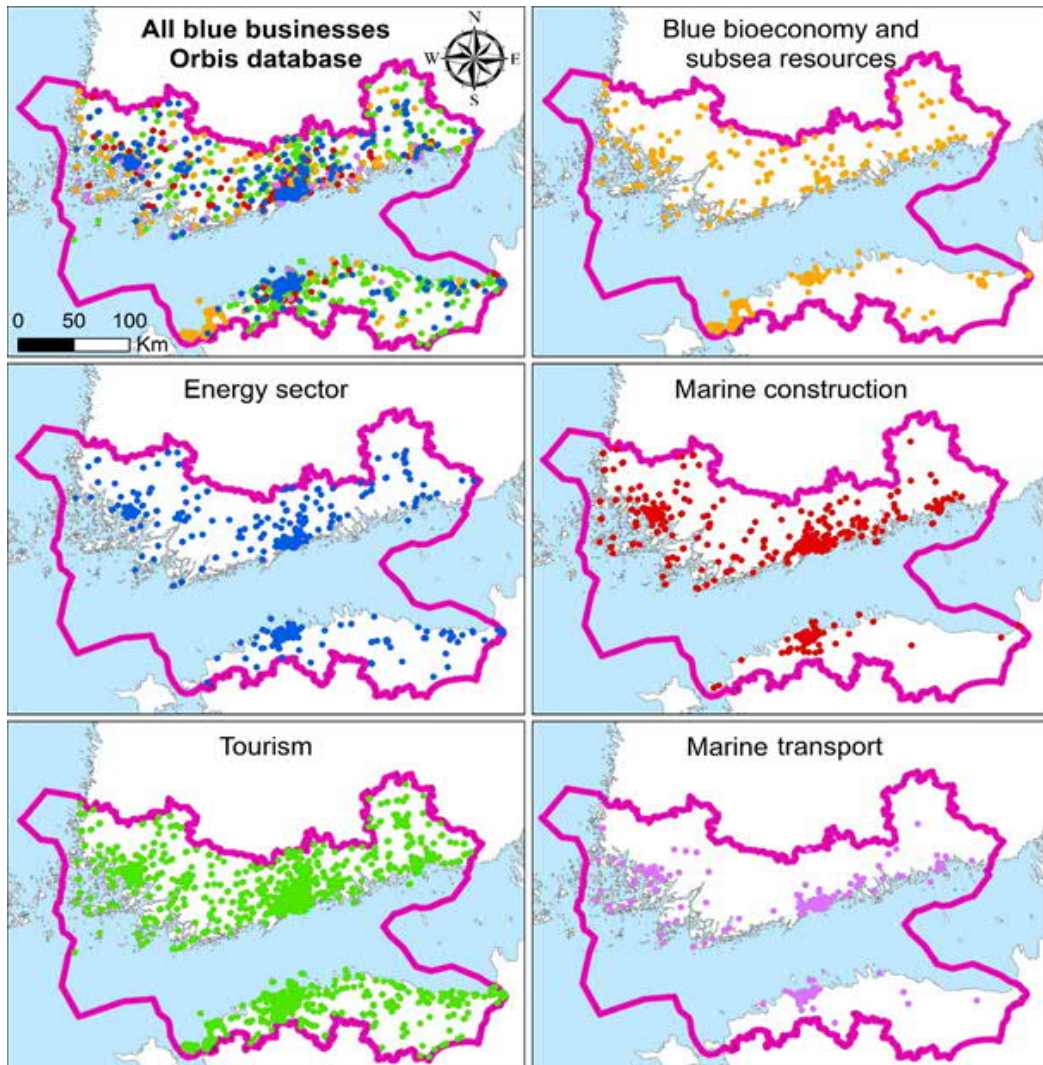 All blue businesses
Orbis database
N
W E
S
0 50 100
Km
Blue bioeconomy and
subsea resources
Energy sector
Marine construction
Tourism
Marine transport